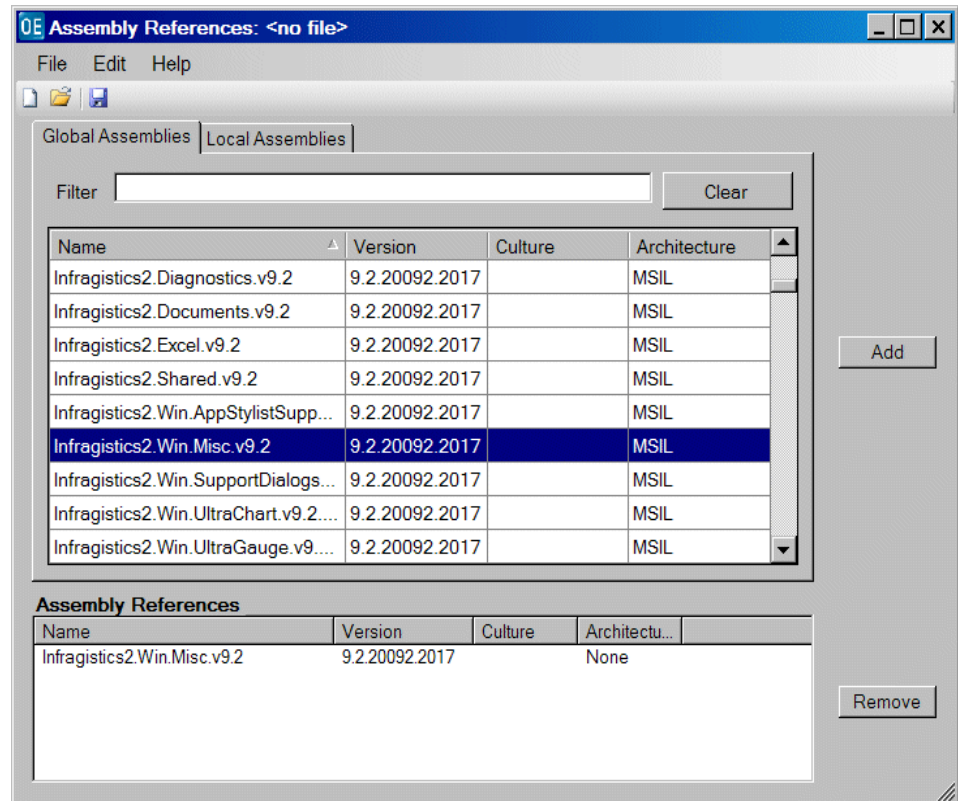 OE Assembly References: <no file>
File Edit Help
Global Assemblies Local Assemblies
Filter Clear
Name Version Culture Architecture
Infragistics2.Diagnostics.v9.2 9.2.20092.2017 MSIL
Infragistics2.Documents.v9.2 9.2.20092.2017 MSIL
Infragistics2.Excel.v9.2 9.2.20092.2017 MSIL
Add
Infragistics2.Shared.v9.2 9.2.20092.2017 MSIL
Infragistics2.Win.AppStylistSupp... 9.2.20092.2017 MSIL
Infragistics2.Win.Misc.v9.2 9.2.20092.2017 MSIL
Infragistics2.Win.SupportDialogs... 9.2.20092.2017 MSIL
Infragistics2.Win.UltraChart.v9.2.... 9.2.20092.2017 MSIL
Infragistics2.Win.UltraGauge.v9.... 9.2.20092.2017 MSIL
Assembly References
Name Version Culture Architectu...
Infragistics2.Win.Misc.v9.2 9.2.20092.2017 None
Remove